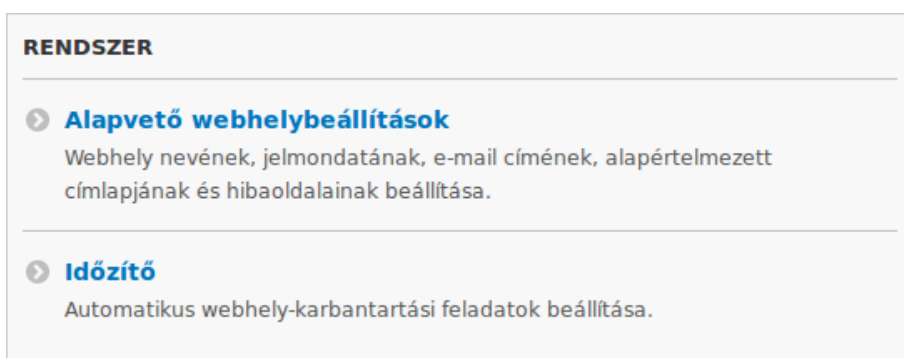 RENDSZER
Alapvető webhelybeállítások
Webhely nevének, jelmondatának, e-mail címének, alapértelmezett
címlapjának és hibaoldalainak beállítása.
Időzítő
Automatikus webhely-karbantartási feladatok beállítása.